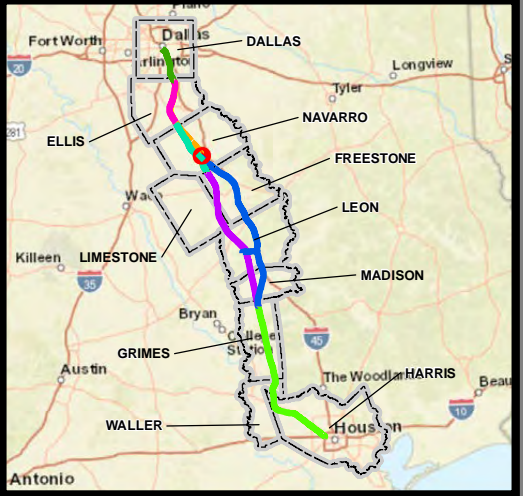 Plano
Dallas
DALLAS
Fort Worth
Arlington
20
Longview
Tyler
NAVARRO
281
ELLIS
FREESTONE
LEON
LIMESTONE
Killeen
35
MADISON
Bryan
College
Station
45
GRIMES
Austin
The Woodlan
HARRIS
Beau
10
WALLER
Houston
Antonio